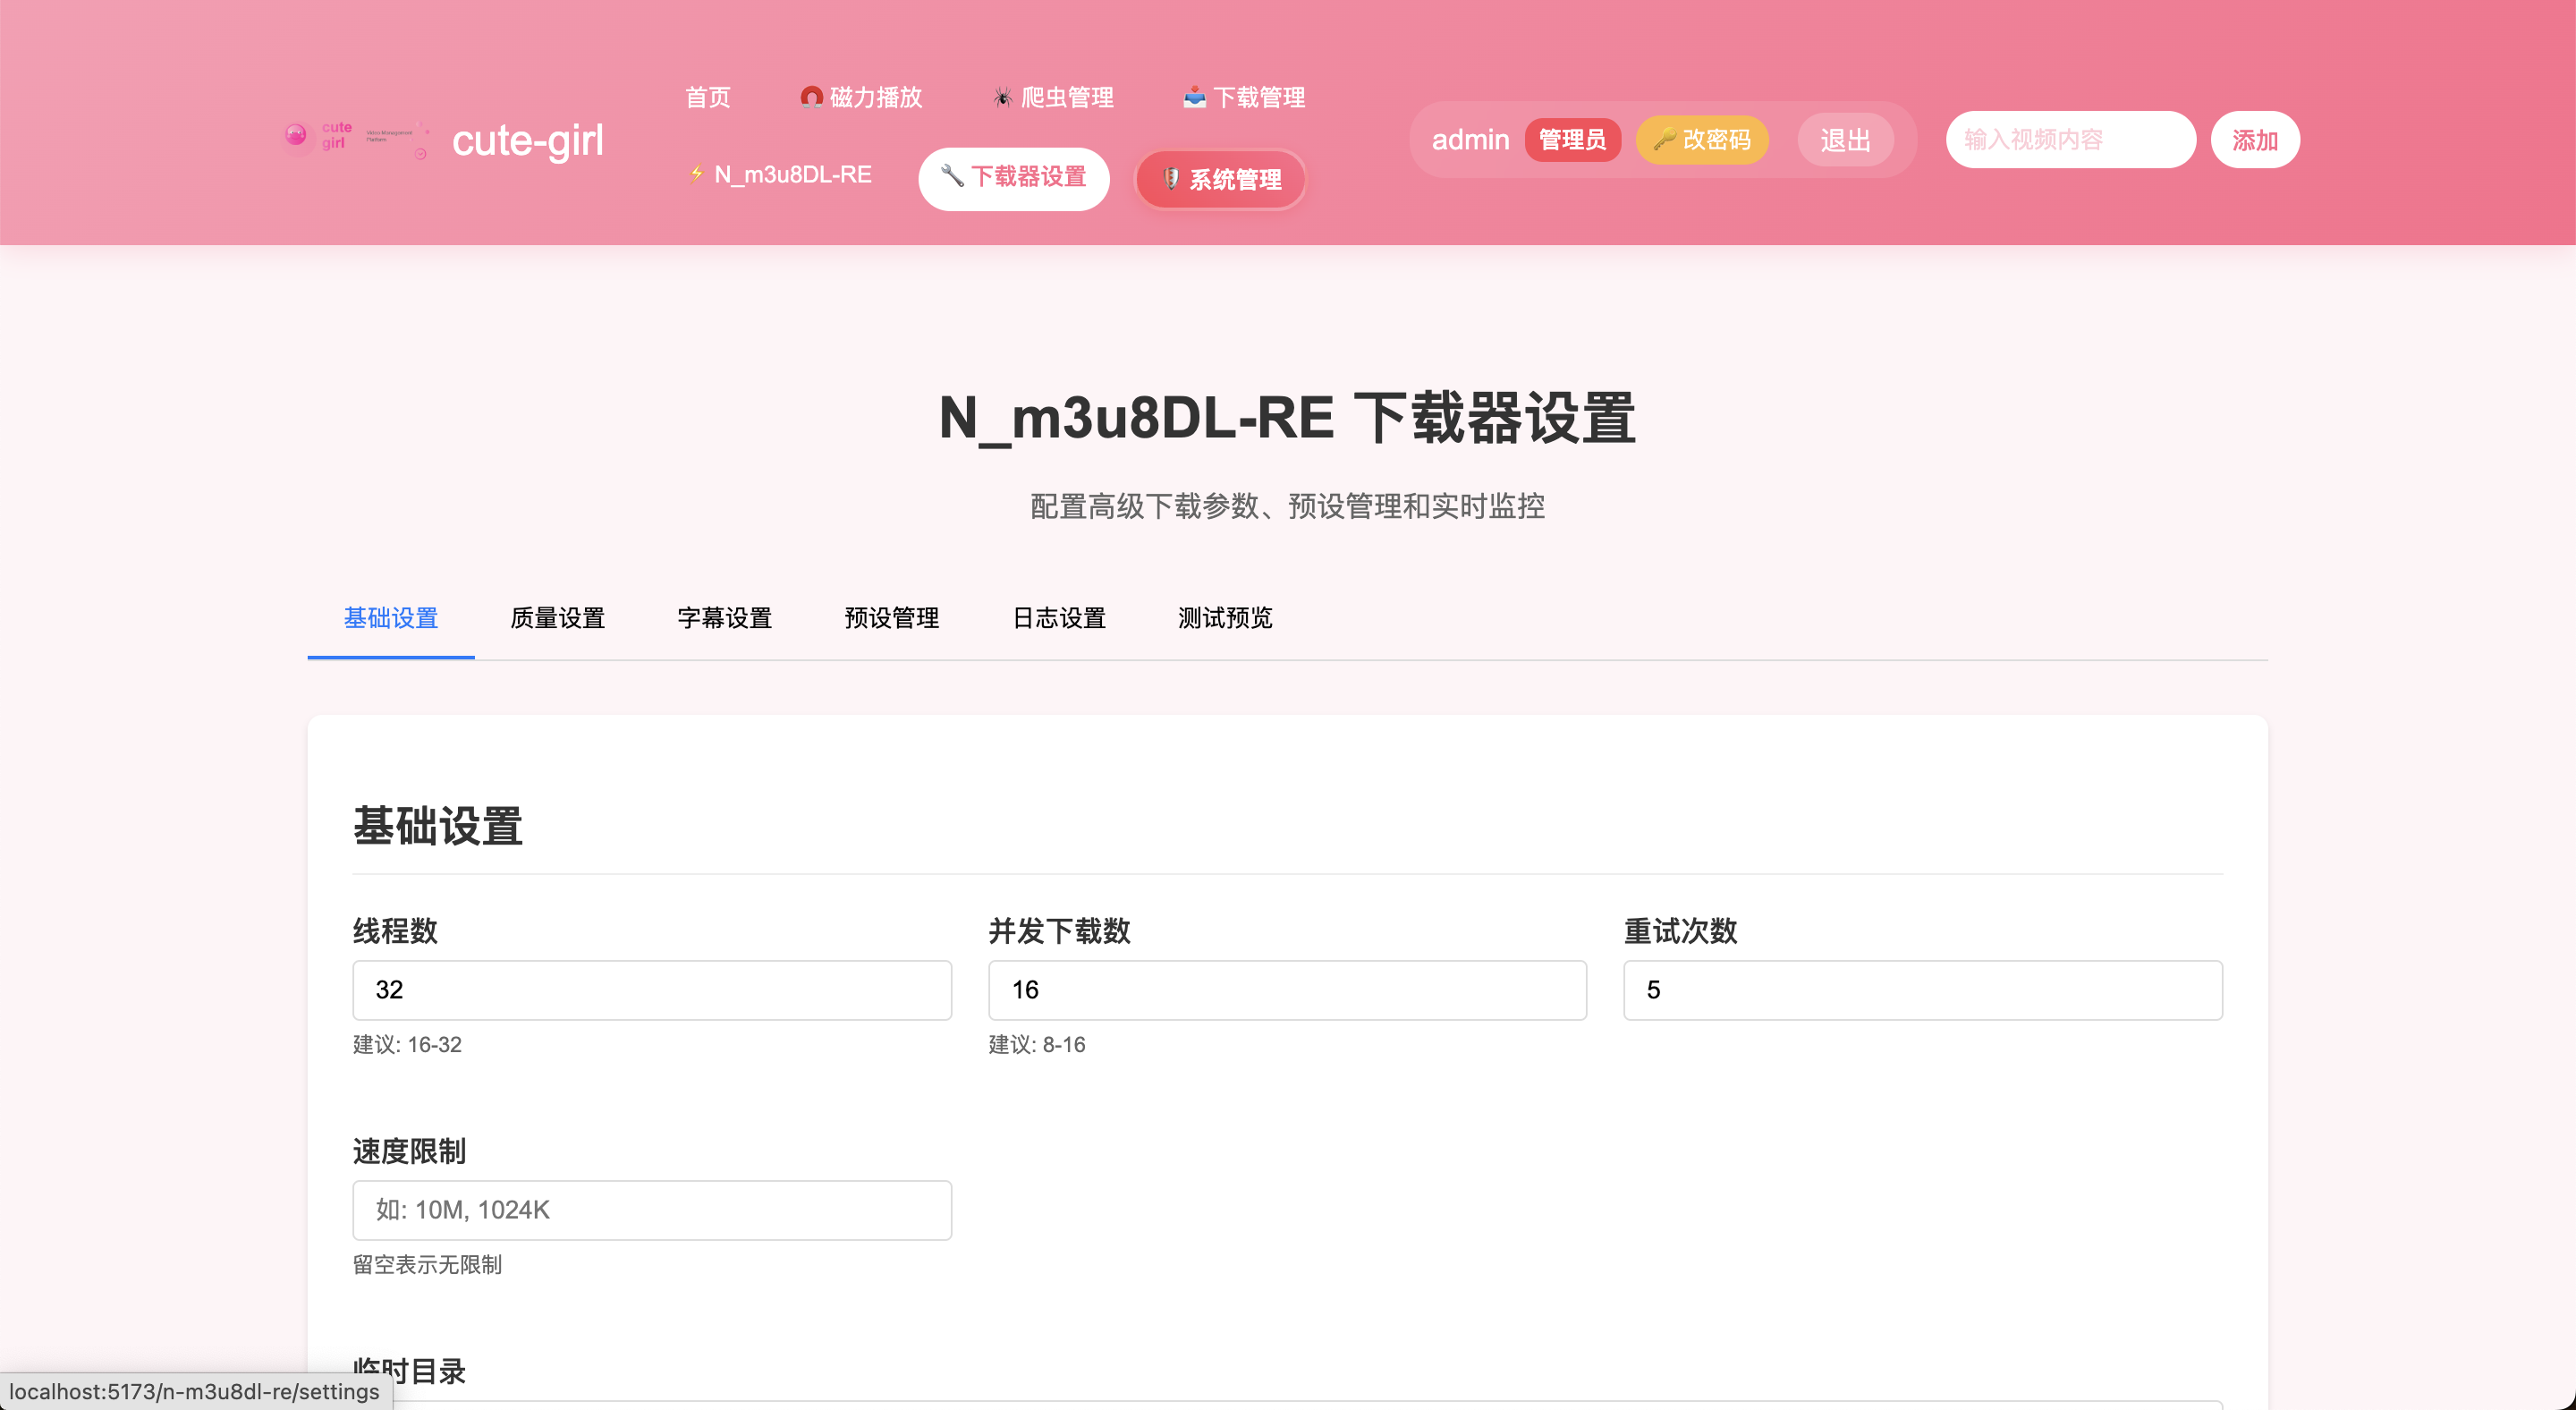 cute
girl
Video Management
Platform
cute-girl
首页
磁力播放
爬虫管理
下载管理
N_m3u8DL-RE
下载器设置
系统管理
admin
管理员
改密码
退出
输入视频内容
添加
N_m3u8DL-RE 下载器设置
配置高级下载参数、预设管理和实时监控
基础设置
质量设置
字幕设置
预设管理
日志设置
测试预览
基础设置
线程数
并发下载数
重试次数
32
16
5
建议: 16-32
建议: 8-16
速度限制
如: 10M, 1024K
留空表示无限制
临时目录
localhost:5173/n-m3u8dl-re/settings